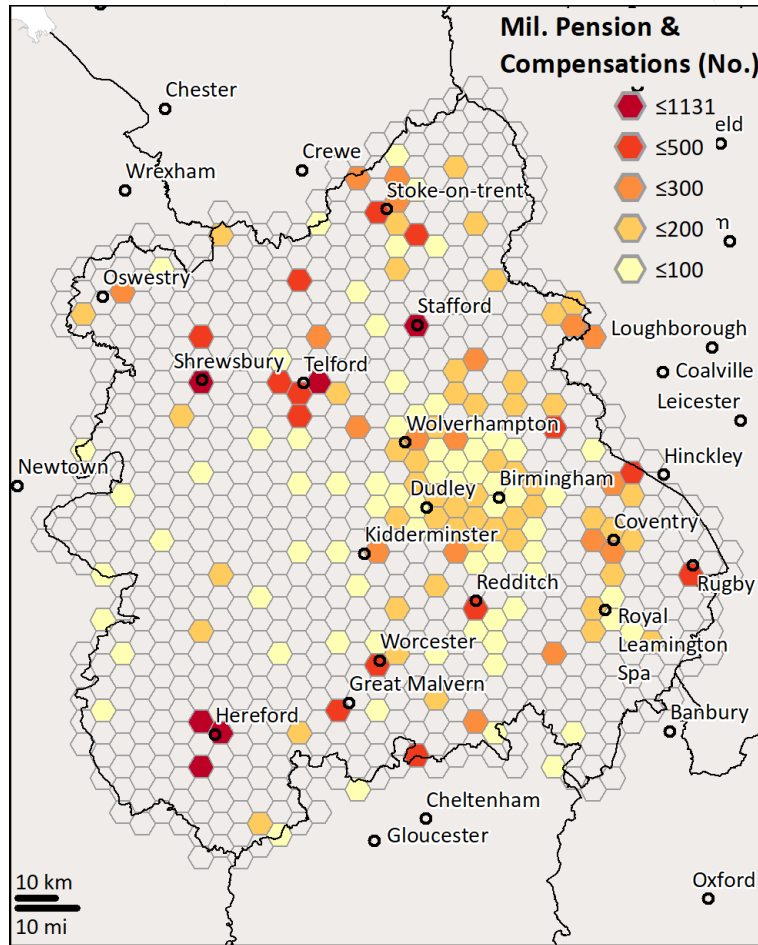 Mil. Pension &
Compensations (No.)
≤1131
≤500
≤300
≤200
≤100
eld
m
Chester
Crewe
Wrexham
Stoke-on-trent
Oswestry
Stafford
Loughborough
Shrewsbury
Telford
Coalville
Leicester
Wolverhampton
Hinckley
Newtown
Dudley
Birmingham
Coventry
Kidderminster
Redditch
Rugby
Royal
Leamington
Spa
Worcester
Great Malvern
Hereford
Banbury
Cheltenham
Gloucester
Oxford
10 km
10 mi